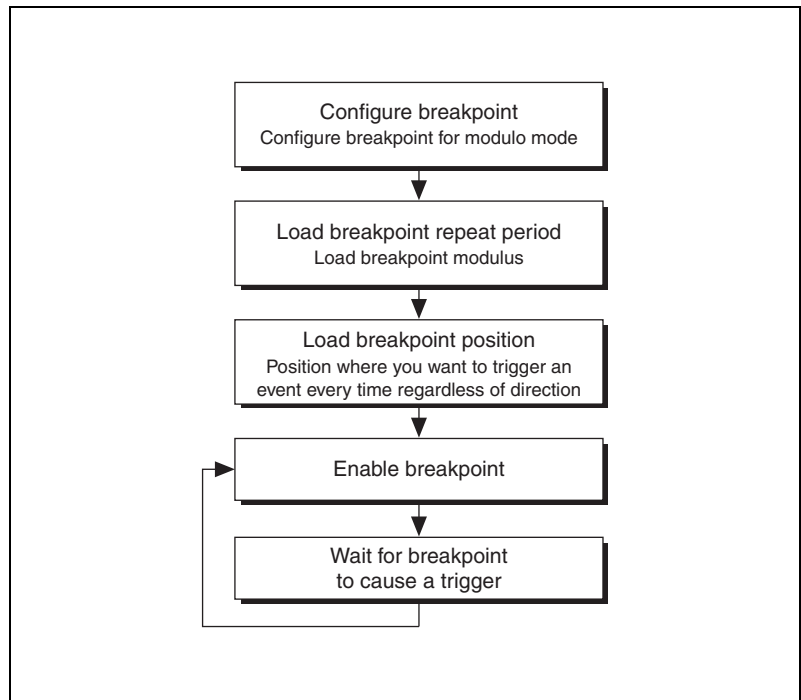 Configure breakpoint
Configure breakpoint for modulo mode
Load breakpoint repeat period
Load breakpoint modulus
Load breakpoint position
Position where you want to trigger an
event every time regardless of direction
Enable breakpoint
Wait for breakpoint
to cause a trigger